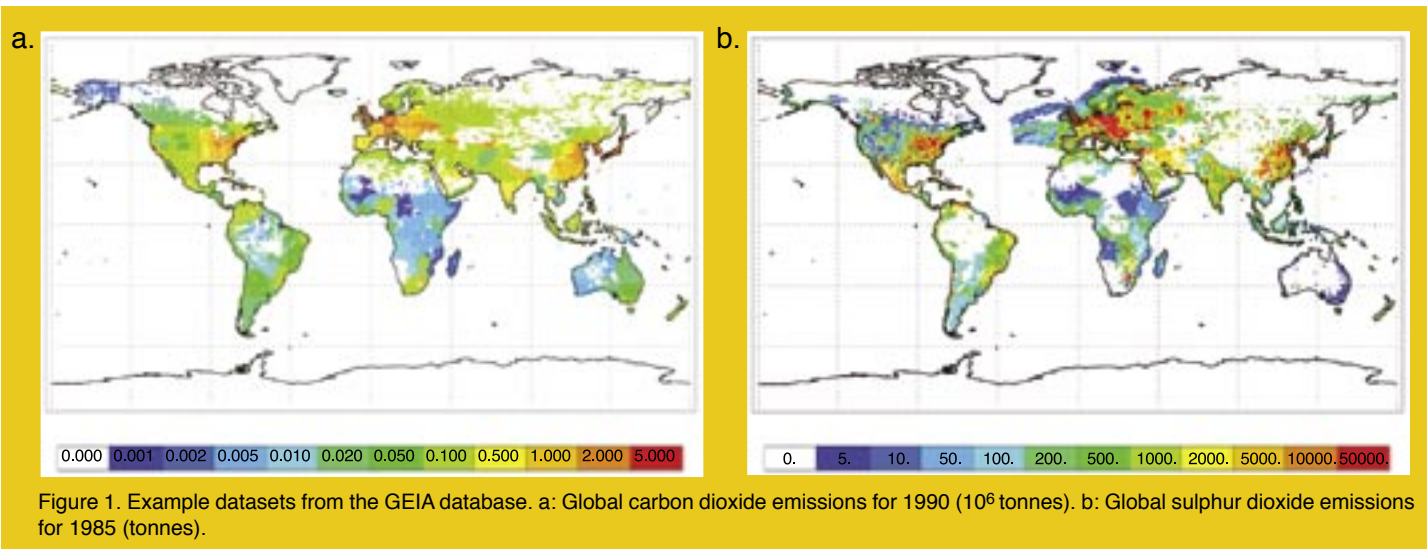 a.
b.
0.000 0.001 0.002 0.005 0.010 0.020 0.050 0.100 0.500 1.000 2.000 5.000
0. 5. 10. 50. 100. 200. 500. 1000. 2000. 5000. 10000. 50000.
Figure 1. Example datasets from the GEIA database. a: Global carbon dioxide emissions for 1990 (10⁶ tonnes). b: Global sulphur dioxide emissions
for 1985 (tonnes).